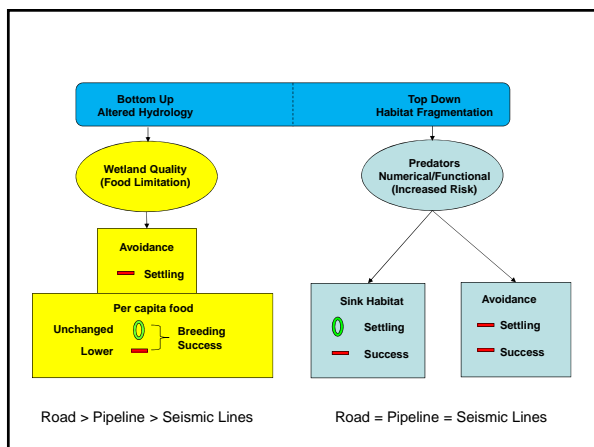 Bottom Up
Altered Hydrology
Top Down
Habitat Fragmentation
Wetland Quality
(Food Limitation)
Predators
Numerical/Functional
(Increased Risk)
Avoidance
Settling
Per capita food
Unchanged
Lower
Breeding
Success
Sink Habitat
Settling
Success
Avoidance
Settling
Success
Road > Pipeline > Seismic Lines
Road = Pipeline = Seismic Lines